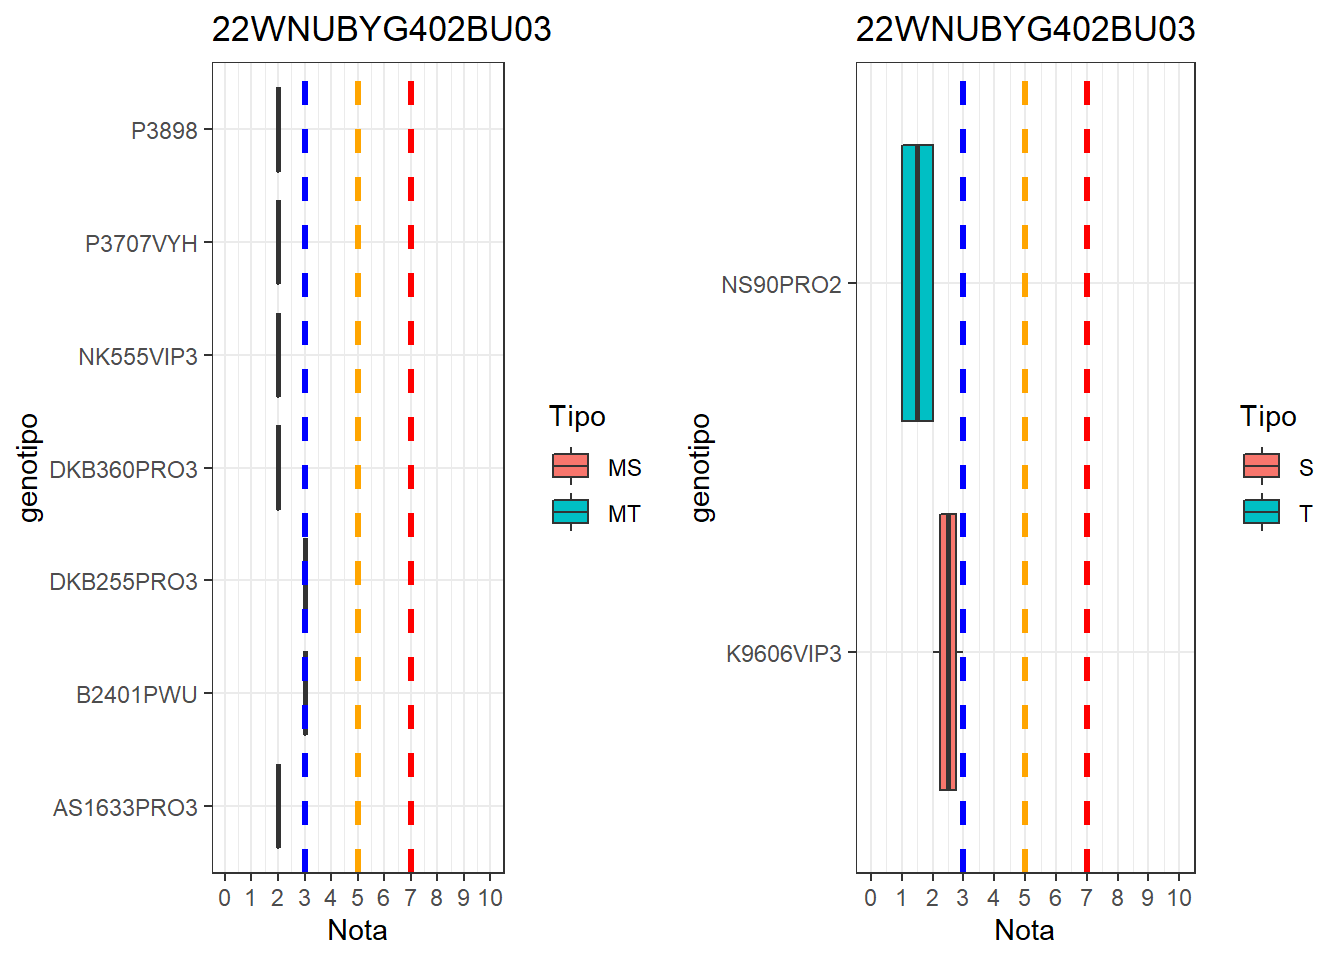 22WNUBYG402BU03
P3898
P3707VYH
NK555VIP3
DKB360PRO3
DKB255PRO3
B2401PWU
AS1633PRO3
genotipo
0 1 2 3 4 5 6 7 8 9 10
Nota
Tipo
MS
MT
22WNUBYG402BU03
NS90PRO2
K9606VIP3
genotipo
0 1 2 3 4 5 6 7 8 9 10
Nota
Tipo
S
T